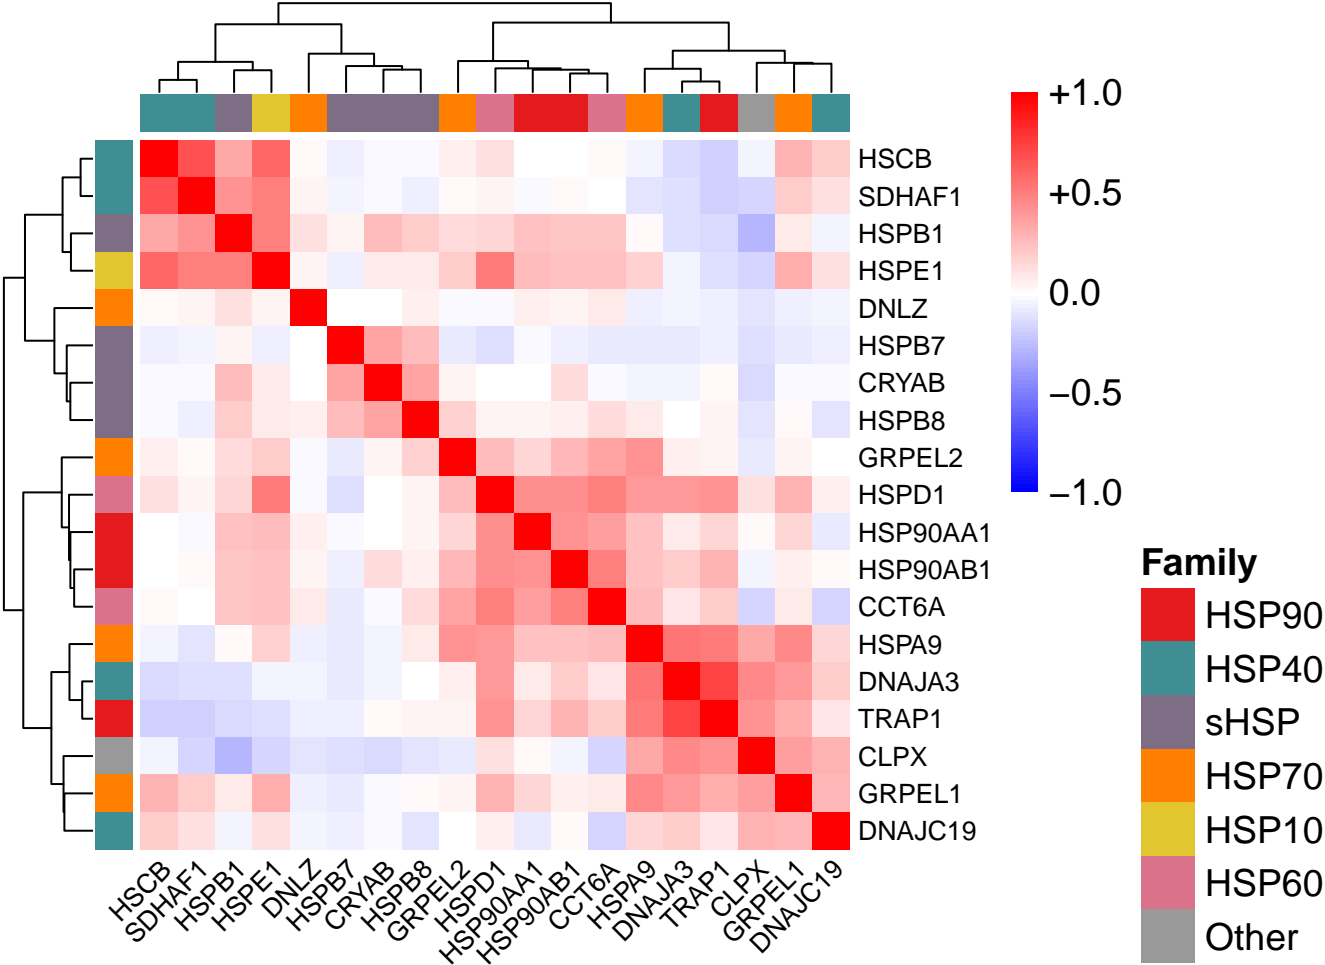 +1.0
+0.5
0.0
−0.5
−1.0
HSCB
SDHAF1
HSPB1
HSPE1
DNLZ
HSPB7
CRYAB
HSPB8
GRPEL2
HSPD1
HSP90AA1
HSP90AB1
CCT6A
HSPA9
DNAJA3
TRAP1
CLPX
GRPEL1
DNAJC19
Family
HSP90
HSP40
sHSP
HSP70
HSP10
HSP60
Other
HSCB
SDHAF1
HSPB1
HSPE1
DNLZ
HSPB7
CRYAB
HSPB8
GRPEL2
HSPD1
HSP90AA1
HSP90AB1
CCT6A
HSPA9
DNAJA3
TRAP1
CLPX
GRPEL1
DNAJC19